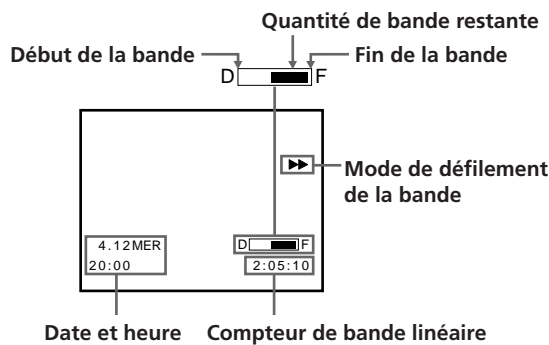 Quantité de bande restante
Début de la bande
Fin de la bande
D F
Mode de défilement
de la bande
4.12MER
20:00
D F
2:05:10
Date et heure
Compteur de bande linéaire